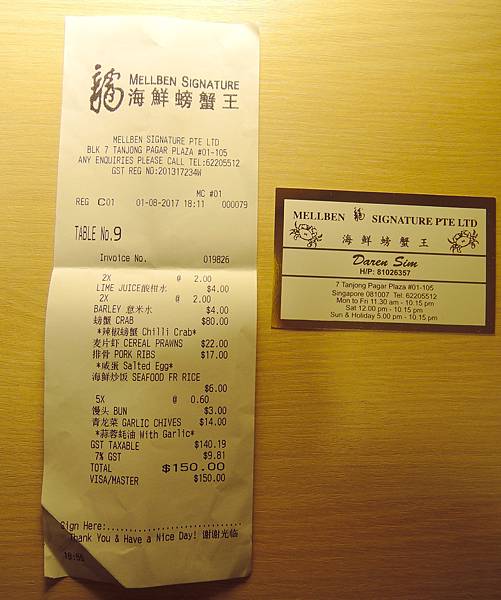 龍 MELLBEN SIGNATURE
海鮮螃蟹王
MELLBEN SIGNATURE PTE LTD
BLK 7 TANJONG PAGAR PLAZA #01-105
ANY ENQUIRIES PLEASE CALL TEL:62205512
GST REG NO:201317234W
MC #01
REG C01 01-08-2017 18:11 000079
TABLE No.9
Invoice No. 019826
2X @ 2.00
LIME JUICE酸柑水 $4.00
2X @ 2.00
BARLEY 意米水 $4.00
螃蟹 CRAB $80.00
*辣椒螃蟹 Chilli Crab*
麦片虾 CEREAL PRAWNS $22.00
排骨 PORK RIBS $17.00
*咸蛋 Salted Egg*
海鲜炒饭 SEAFOOD FR RICE
$6.00
5X @ 0.60
馒头 BUN $3.00
青龙菜 GARLIC CHIVES $14.00
*蒜蓉蚝油 With Garlic*
GST TAXABLE $140.19
7% GST $9.81
TOTAL $150.00
VISA/MASTER $150.00
Sign Here:........................
Thank You & Have a Nice Day! 谢谢光临
18:55
MELLBEN 龍 SIGNATURE PTE LTD
海鮮螃蟹王
Daren Sim
H/P: 81026357
7 Tanjong Pagar Plaza #01-105
Singapore 081007 Tel: 62205512
Mon to Fri 11.30 am - 10.15 pm
Sat 12.00 pm - 10.15 pm
Sun & Holiday 5.00 pm - 10.15 pm